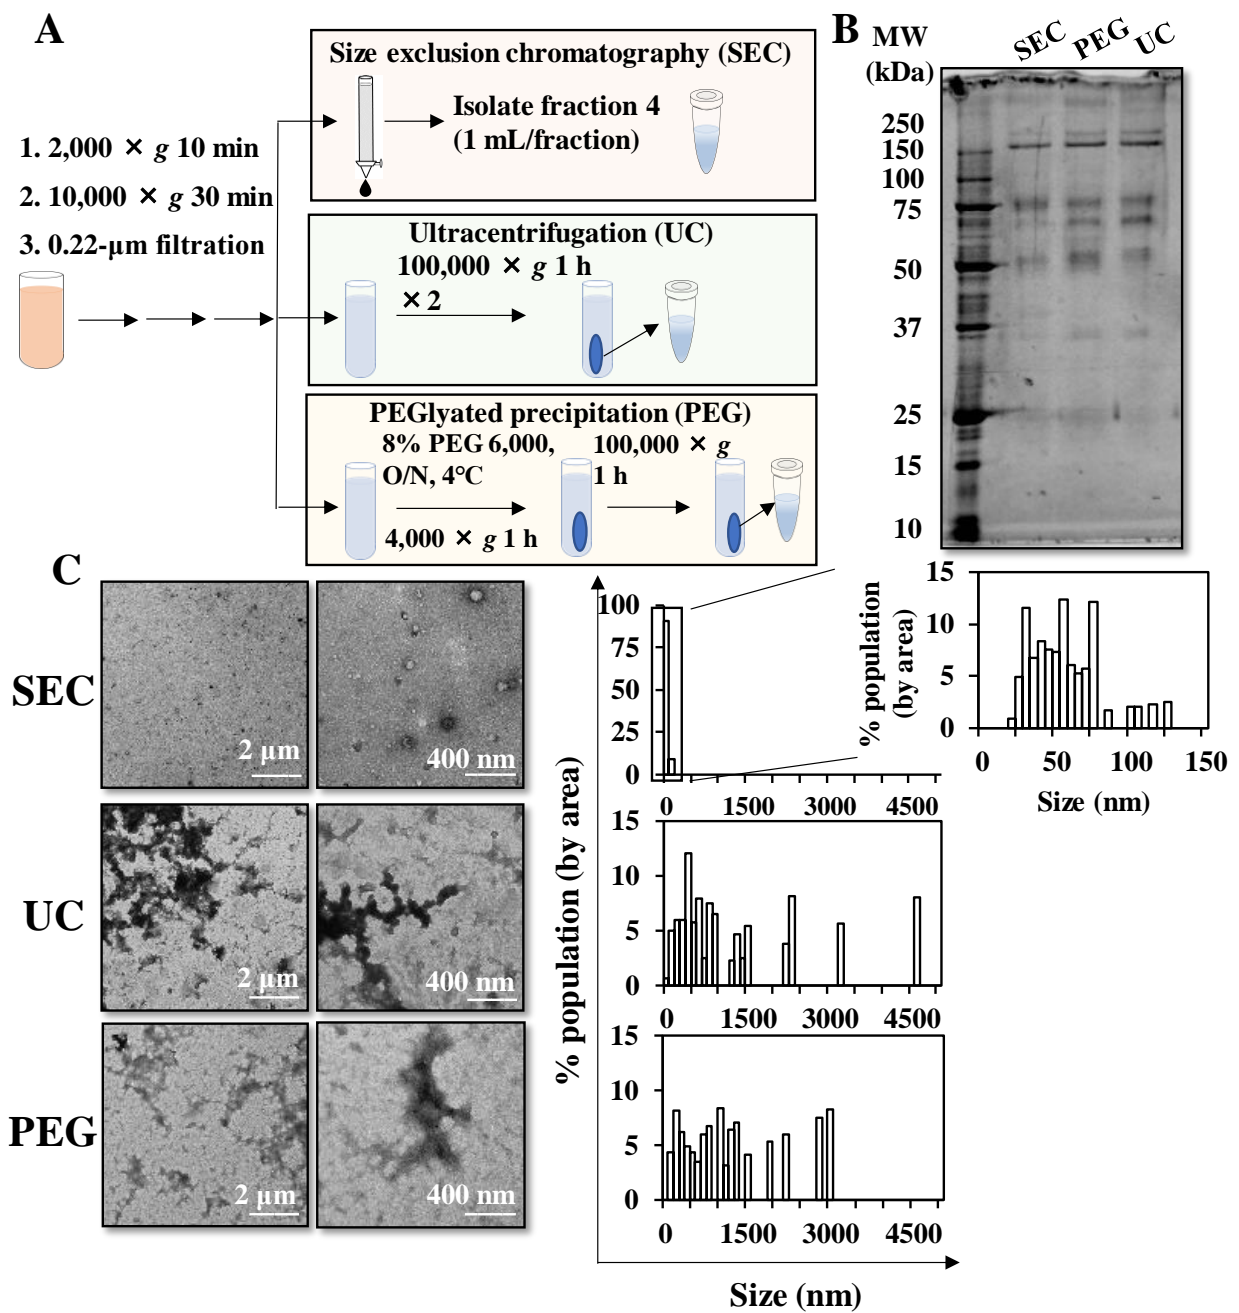 A
1. 2,000 × g 10 min
2. 10,000 × g 30 min
3. 0.22-µm filtration
Size exclusion chromatography (SEC)
Isolate fraction 4
(1 mL/fraction)
Ultracentrifugation (UC)
100,000 × g 1 h
×2
PEGlyated precipitation (PEG)
8% PEG 6,000,
O/N, 4°C
4,000 × g 1 h
100,000 × g
1 h
B
MW
(kDa)
SEC PEG UC
250
150
100
75
50
37
25
15
10
C
SEC
2 µm
400 nm
UC
2 µm
400 nm
PEG
2 µm
400 nm
% population (by area)
100
75
50
25
0
0 1500 3000 4500
15
10
5
0
0 1500 3000 4500
15
10
5
0
0 1500 3000 4500
Size (nm)
% population
(by area)
15
10
5
0
0 50 100 150
Size (nm)